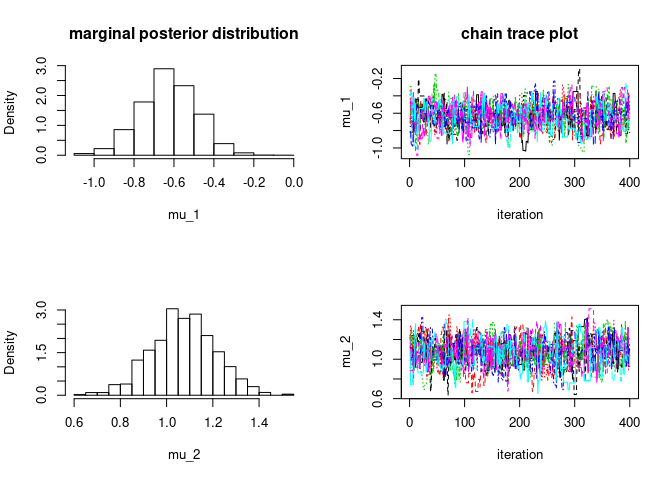 marginal posterior distribution
Density
0.0 1.0 2.0 3.0
-1.0 -0.8 -0.6 -0.4 -0.2 0.0
mu_1
chain trace plot
mu_1
-1.0 -0.6 -0.2
0 100 200 300 400
iteration
Density
0.0 1.5 3.0
0.6 0.8 1.0 1.2 1.4
mu_2
mu_2
0.6 1.0 1.4
0 100 200 300 400
iteration